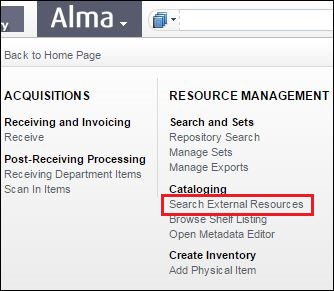 ry
Alma
Back to Home Page
ACQUISITIONS
Receiving and Invoicing
Receive
Post-Receiving Processing
Receiving Department Items
Scan In Items
RESOURCE MANAGEMENT
Search and Sets
Repository Search
Manage Sets
Manage Exports
Cataloging
Search External Resources
Browse Shelf Listing
Open Metadata Editor
Create Inventory
Add Physical Item